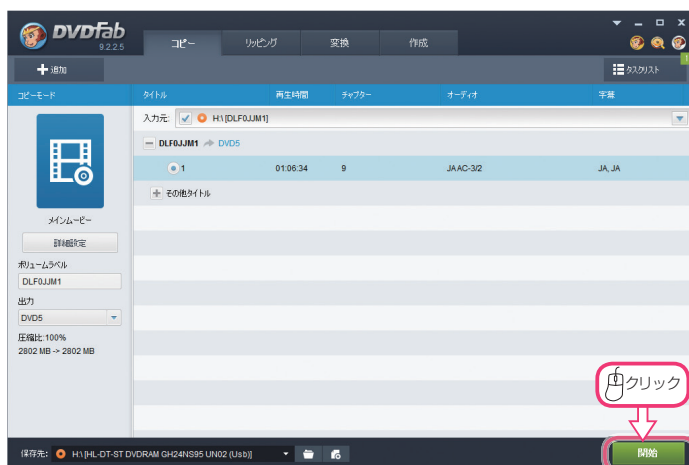 DVDFab
9.2.2.5
コピー
リッピング
変換
作成
追加
タスクリスト
1
コピーモード
タイトル
再生時間
チャプター
オーディオ
字幕
入力元:
H:\ [DLF0JJM1]
DLF0JJM1
DVD5
1
01:06:34
9
JA AC-3/2
JA, JA
その他タイトル
メインムービー
詳細設定
ボリュームラベル
DLF0JJM1
出力
DVD5
圧縮比:100%
2802 MB -> 2802 MB
クリック
保存先:
H:\ [HL-DT-ST DVDRAM GH24NS95 UN02 (Usb)]
開始